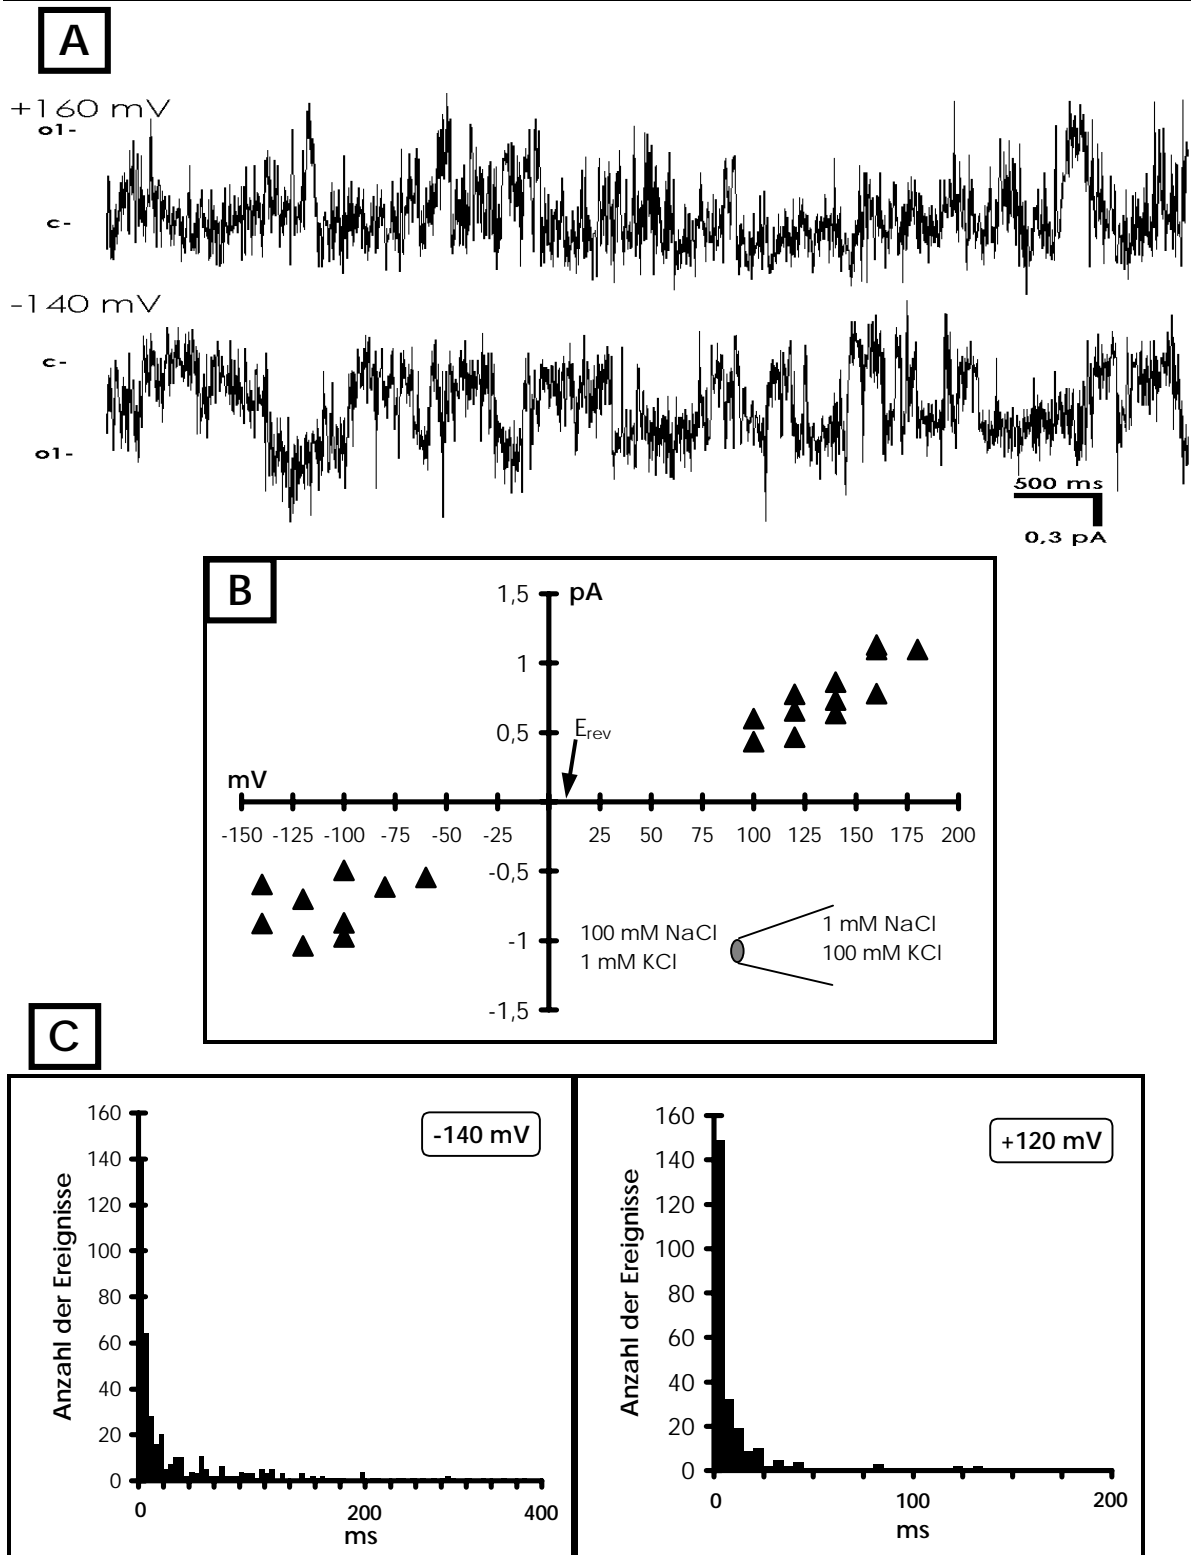 A
+160 mV
o1-
c-
-140 mV
c-
o1-
500 ms
0,3 pA
B
1,5 pA
1
0,5
Erev
mV
-150 -125 -100 -75 -50 -25 25 50 75 100 125 150 175 200
-0,5
-1
-1,5
100 mM NaCl
1 mM KCl
1 mM NaCl
100 mM KCl
C
-140 mV
Anzahl der Ereignisse
160
140
120
100
80
60
40
20
0
0 200 400
ms
+120 mV
Anzahl der Ereignisse
160
140
120
100
80
60
40
20
0
0 100 200
ms